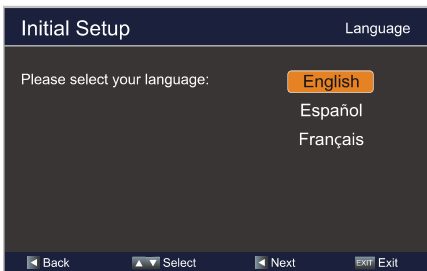 Initial Setup Language
Please select your language: English
Español
Français
Back Select Next EXIT Exit